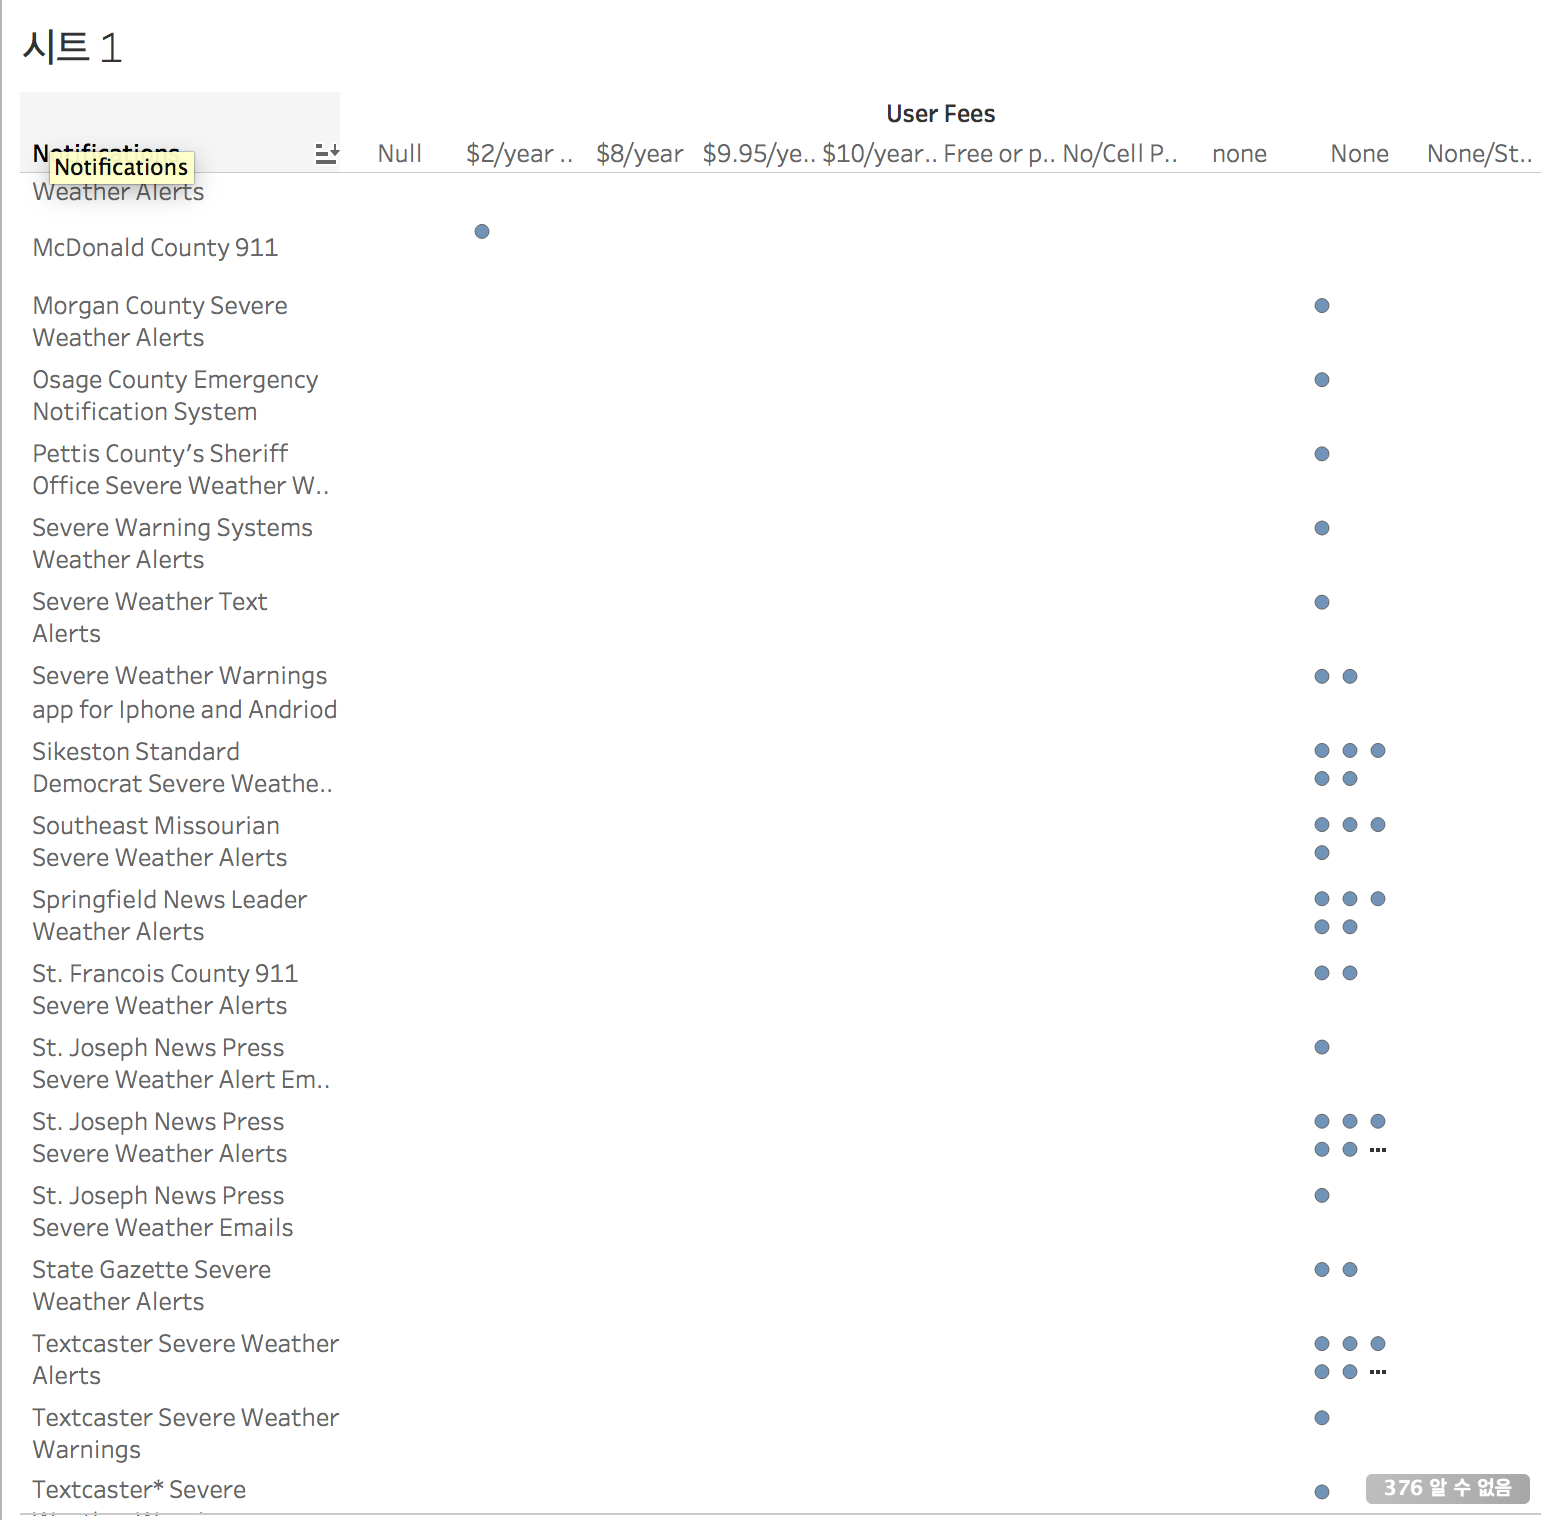 시트 1
User Fees
Notifications
Null $2/year .. $8/year $9.95/ye.. $10/year.. Free or p.. No/Cell P.. none None None/St..
Notifications
Weather Alerts
McDonald County 911
Morgan County Severe
Weather Alerts
Osage County Emergency
Notification System
Pettis County’s Sheriff
Office Severe Weather W..
Severe Warning Systems
Weather Alerts
Severe Weather Text
Alerts
Severe Weather Warnings
app for Iphone and Andriod
Sikeston Standard
Democrat Severe Weathe..
Southeast Missourian
Severe Weather Alerts
Springfield News Leader
Weather Alerts
St. Francois County 911
Severe Weather Alerts
St. Joseph News Press
Severe Weather Alert Em..
St. Joseph News Press
Severe Weather Alerts
St. Joseph News Press
Severe Weather Emails
State Gazette Severe
Weather Alerts
Textcaster Severe Weather
Alerts
Textcaster Severe Weather
Warnings
Textcaster* Severe
376 알 수 없음